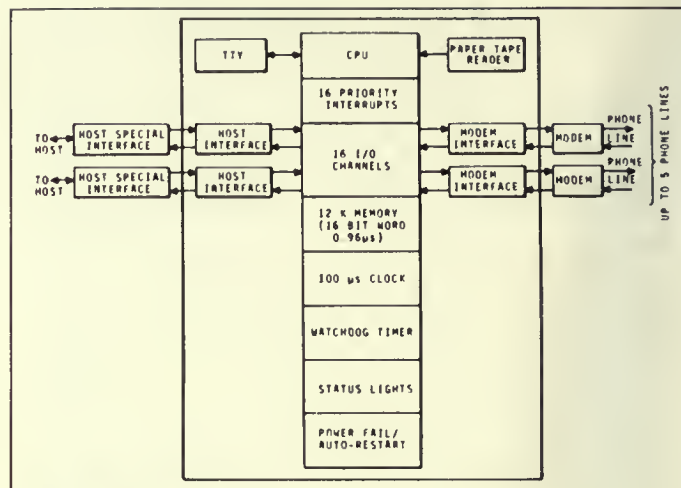 TTY
CPU
PAPER TAPE
READER
16 PRIORITY
INTERRUPTS
TO
HOST
HOST SPECIAL
INTERFACE
HOST
INTERFACE
16 I/O
CHANNELS
MODEM
INTERFACE
MODEM
PHONE
LINE
TO
HOST
HOST SPECIAL
INTERFACE
HOST
INTERFACE
MODEM
INTERFACE
MODEM
PHONE
LINE
UP TO 5 PHONE LINES
12 K MEMORY
(16 BIT WORD
0.96µs)
100 µs CLOCK
WATCHDOG TIMER
STATUS LIGHTS
POWER FAIL/
AUTO-RESTART